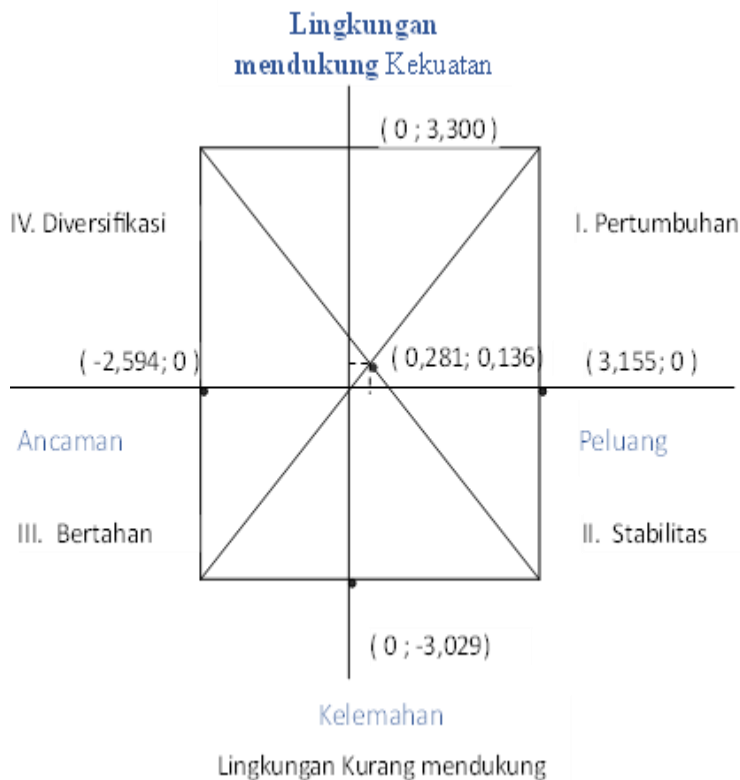 Lingkungan
mendukung Kekuatan
( 0 ; 3,300 )
IV. Diversifikasi
I. Pertumbuhan
( -2,594; 0 )
( 0,281; 0,136)
( 3,155; 0 )
Ancaman
Peluang
III. Bertahan
II. Stabilitas
( 0 ; -3,029)
Kelemahan
Lingkungan Kurang mendukung